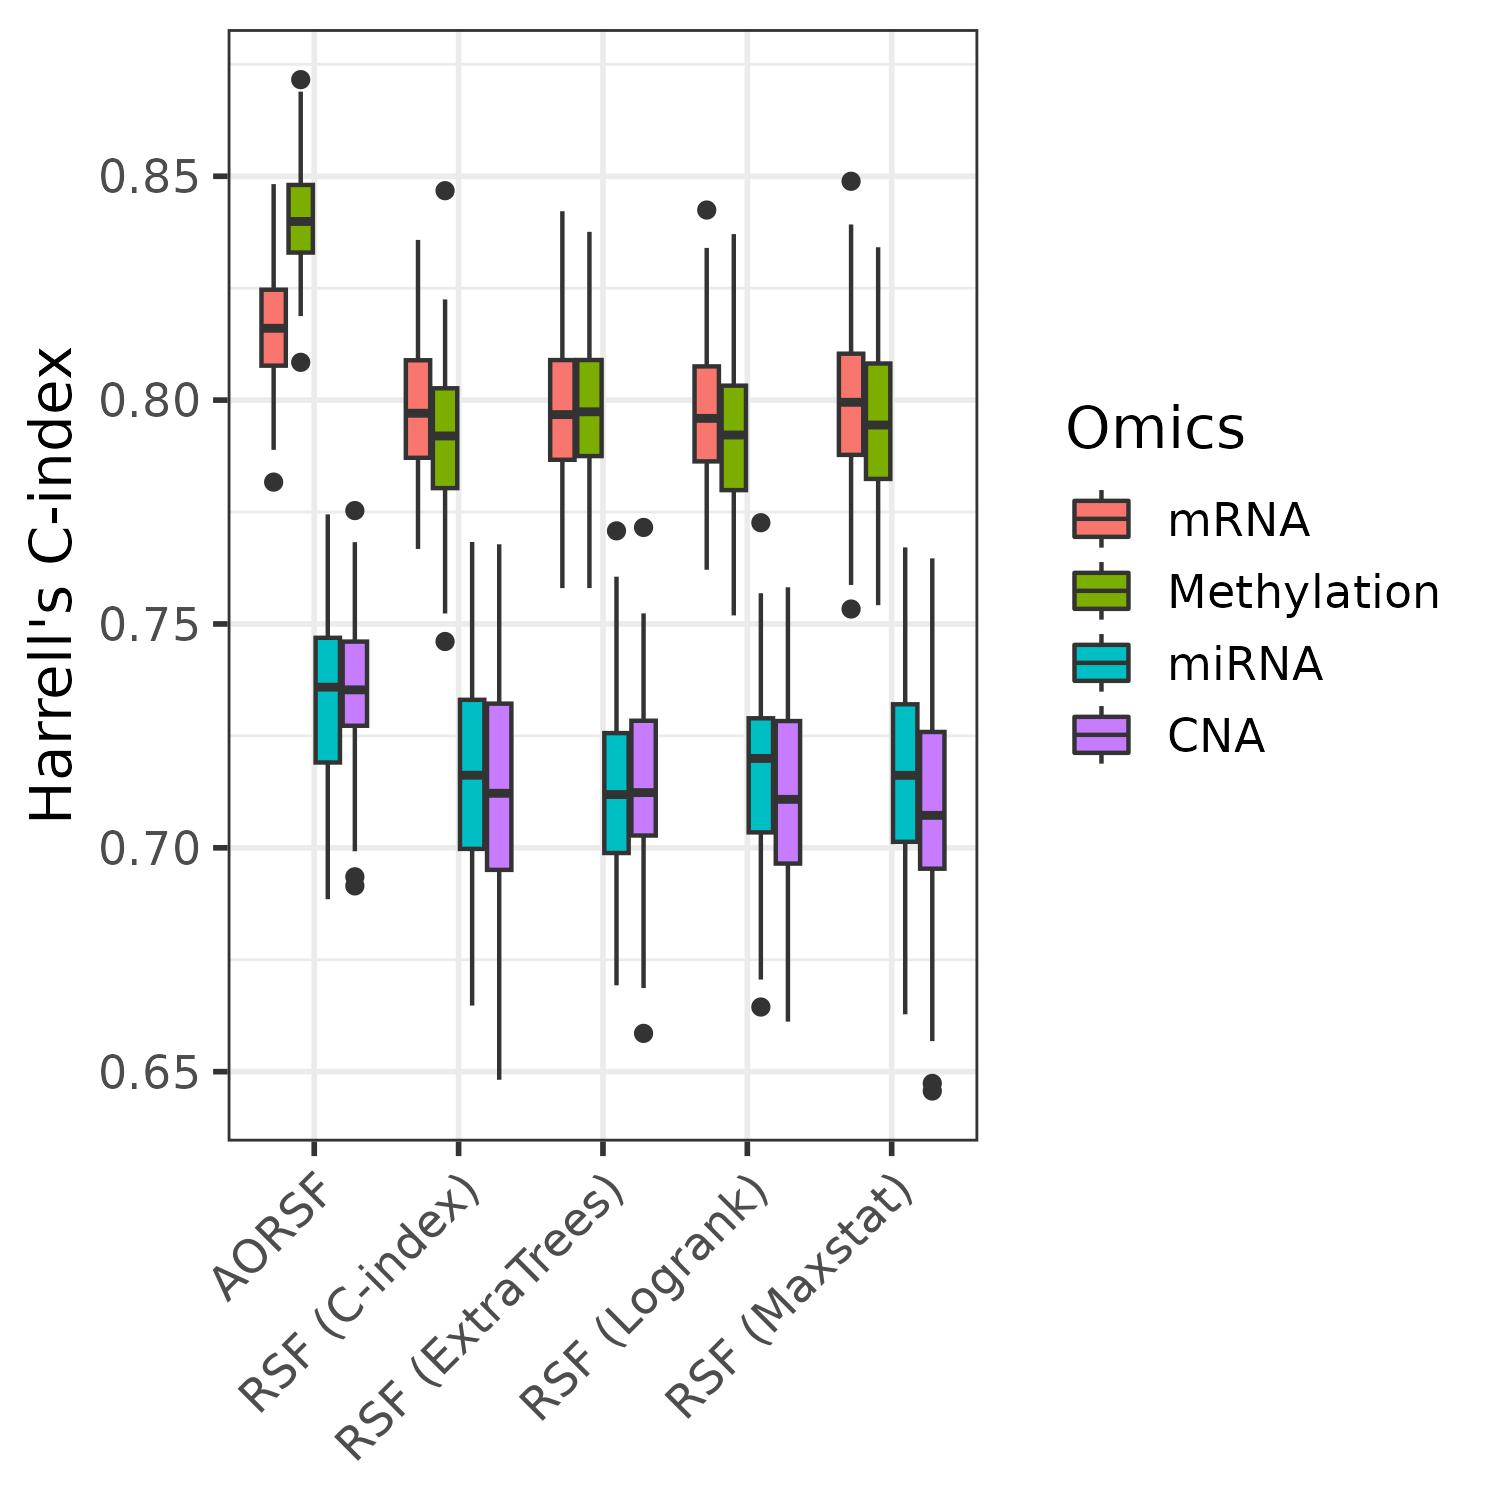 Harrell's C-index
0.85
0.80
0.75
0.70
0.65
AORSF
RSF (C-index)
RSF (ExtraTrees)
RSF (Logrank)
RSF (Maxstat)
Omics
mRNA
Methylation
miRNA
CNA